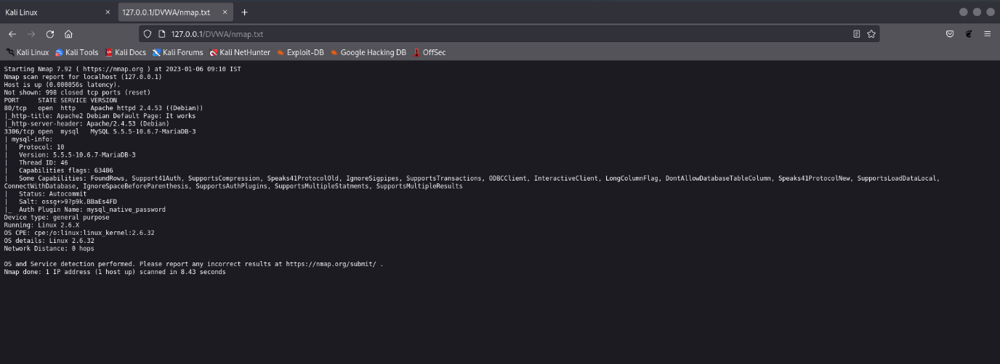 Kali Linux
127.0.0.1/DVWA/nmap.txt
127.0.0.1/DVWA/nmap.txt
Kali Linux Kali Tools Kali Docs Kali Forums Kali NetHunter Exploit-DB Google Hacking DB OffSec
Starting Nmap 7.92 ( https://nmap.org ) at 2023-01-06 09:10 IST
Nmap scan report for localhost (127.0.0.1)
Host is up (0.000056s latency).
Not shown: 998 closed tcp ports (reset)
PORT     STATE SERVICE VERSION
80/tcp   open  http    Apache httpd 2.4.53 ((Debian))
|_http-title: Apache2 Debian Default Page: It works
|_http-server-header: Apache/2.4.53 (Debian)
3306/tcp open  mysql   MySQL 5.5.5-10.6.7-MariaDB-3
| mysql-info:
|   Protocol: 10
|   Version: 5.5.5-10.6.7-MariaDB-3
|   Thread ID: 46
|   Capabilities flags: 63486
|   Some Capabilities: FoundRows, Support41Auth, SupportsCompression, Speaks41ProtocolOld, IgnoreSigpipes, SupportsTransactions, ODBCClient, InteractiveClient, LongColumnFlag, DontAllowDatabaseTableColumn, Speaks41ProtocolNew, SupportsLoadDataLocal,
ConnectWithDatabase, IgnoreSpaceBeforeParenthesis, SupportsAuthPlugins, SupportsMultipleStatments, SupportsMultipleResults
|   Status: Autocommit
|   Salt: ossg+>97p9k.BBaEs4FD
|_  Auth Plugin Name: mysql_native_password
Device type: general purpose
Running: Linux 2.6.X
OS CPE: cpe:/o:linux:linux_kernel:2.6.32
OS details: Linux 2.6.32
Network Distance: 0 hops
OS and Service detection performed. Please report any incorrect results at https://nmap.org/submit/ .
Nmap done: 1 IP address (1 host up) scanned in 8.43 seconds